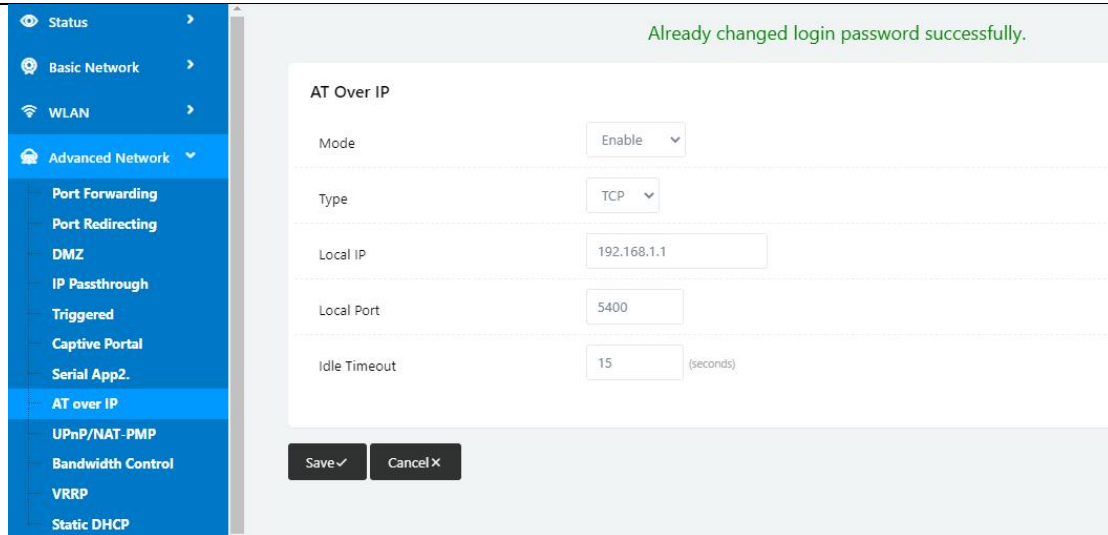 Status
Basic Network
WLAN
Advanced Network
Port Forwarding
Port Redirecting
DMZ
IP Passthrough
Triggered
Captive Portal
Serial App2.
AT over IP
UPnP/NAT-PMP
Bandwidth Control
VRRP
Static DHCP
Already changed login password successfully.
AT Over IP
Mode Enable
Type TCP
Local IP 192.168.1.1
Local Port 5400
Idle Timeout 15 (seconds)
Save Cancel